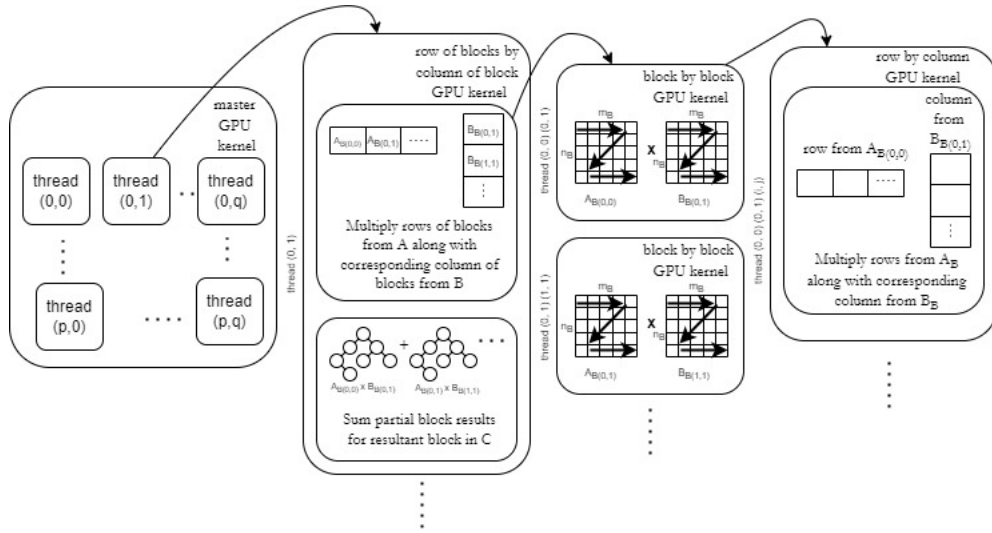 master
GPU
kernel
thread
(0,0)
thread
(0,1)
. .
thread
(0,q)
thread
(p,0)
....
thread
(p,q)
thread (0, 1)
row of blocks by
column of block
GPU kernel
A_B(0,0) A_B(0,1) ....
B_B(0,1)
B_B(1,1)
⋮
Multiply rows of blocks
from A along with
corresponding column of
blocks from B
+ ...
A_B(0,0) x B_B(0,1) A_B(0,1) x B_B(1,1)
Sum partial block results
for resultant block in C
thread (0, 0) (0, 1)
block by block
GPU kernel
m_B m_B
n_B x n_B
A_B(0,0) B_B(0,1)
thread (0, 1) (1, 1)
block by block
GPU kernel
m_B m_B
n_B x n_B
A_B(0,1) B_B(1,1)
thread (0, 0) (0, 1) (i, j)
row by column
GPU kernel
column
from
B_B(0,1)
row from A_B(0,0)
....
⋮
Multiply rows from A_B
along with corresponding
column from B_B